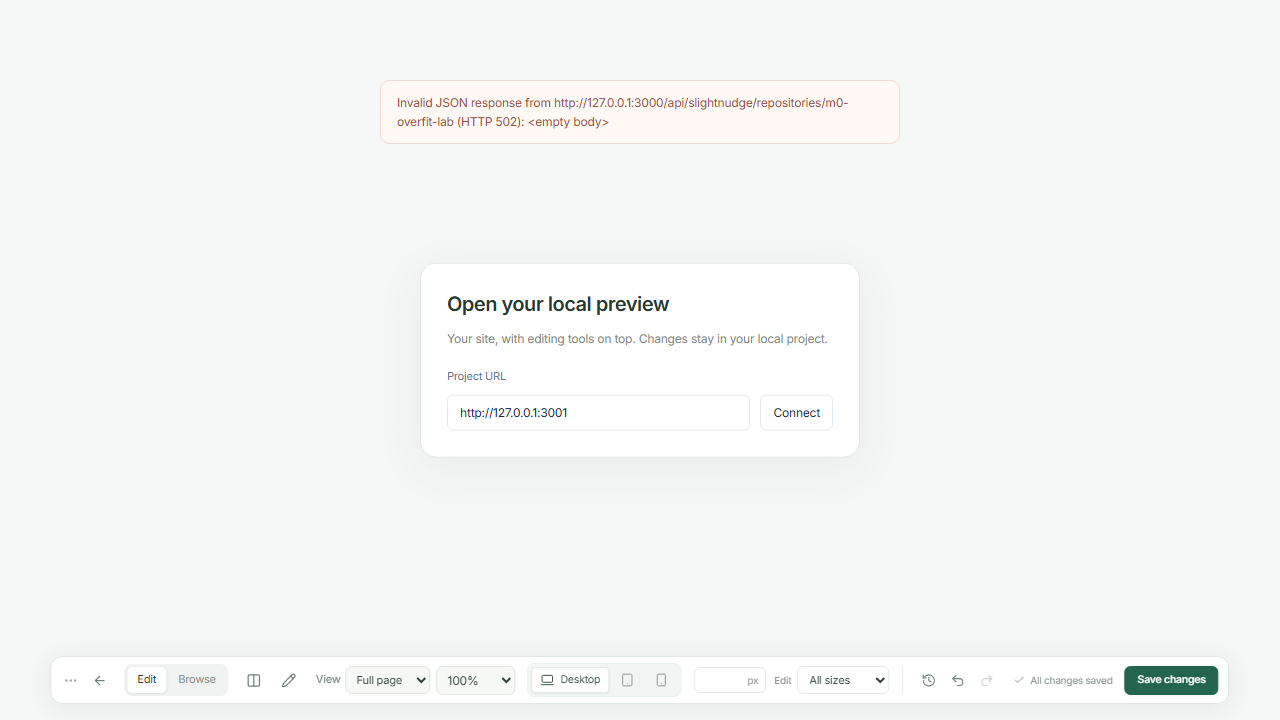 Invalid JSON response from http://127.0.0.1:3000/api/slightnudge/repositories/m0-
overfit-lab (HTTP 502): <empty body>
Open your local preview
Your site, with editing tools on top. Changes stay in your local project.
Project URL
http://127.0.0.1:3001
Connect
Edit
Browse
View
Full page
100%
Desktop
px
Edit
All sizes
All changes saved
Save changes